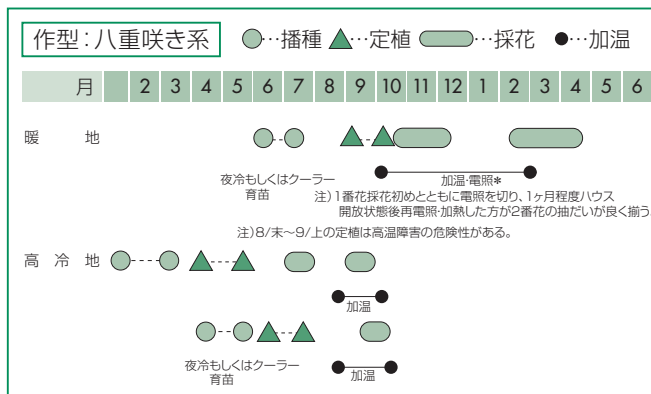 作型：八重咲き系 …播種 …定植 …採花 …加温
月 2 3 4 5 6 7 8 9 10 11 12 1 2 3 4 5 6
暖地
夜冷もしくはクーラー
育苗
加温・電照*
注）1番花採花初めとともに電照を切り、1ヶ月程度ハウス
開放状態後再電照・加熱した方が2番花の抽だいが良く揃う
注）8/末〜9/上の定植は高温障害の危険性がある。
高冷地
加温
夜冷もしくはクーラー
育苗
加温